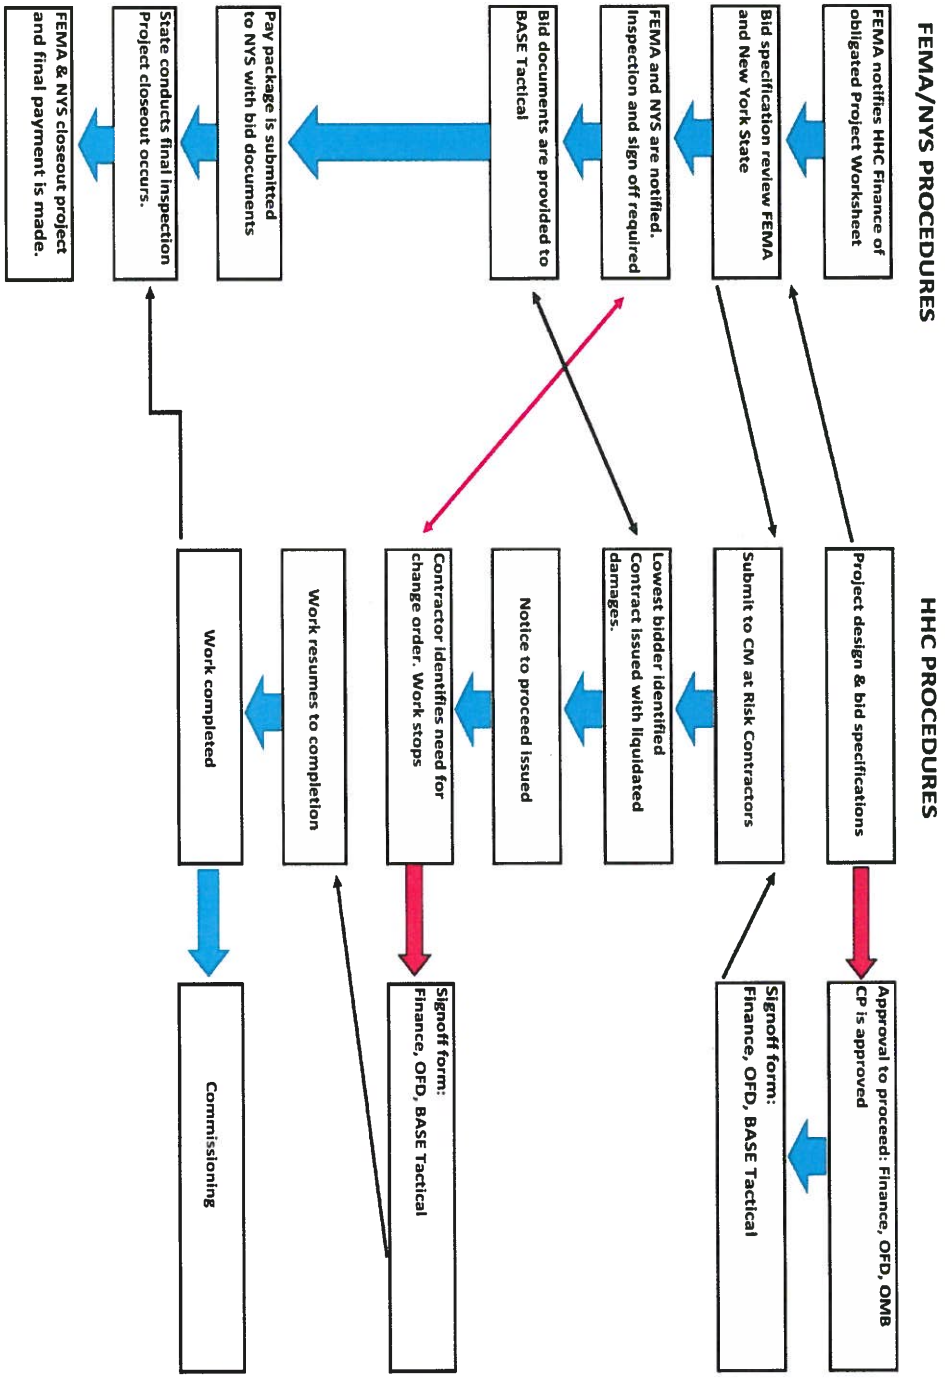 FEMA/NYS PROCEDURES
FEMA notifies HHC Finance of
obligated Project Worksheet
Bid specification review FEMA
and New York State
FEMA and NYS are notified.
Inspection and sign off required
Bid documents are provided to
BASE Tactical
Pay package is submitted
to NYS with bid documents
State conducts final inspection
Project closeout occurs.
FEMA & NYS closeout project
and final payment is made.
HHC PROCEDURES
Project design & bid specifications
Submit to CM at Risk Contractors
Lowest bidder identified
Contract issued with liquidated
damages.
Notice to proceed issued
Contractor identifies need for
change order. Work stops
Work resumes to completion
Work completed
Approval to proceed: Finance, OFD, OMB
CP is approved
Signoff form:
Finance, OFD, BASE Tactical
Signoff form:
Finance, OFD, BASE Tactical
Commissioning